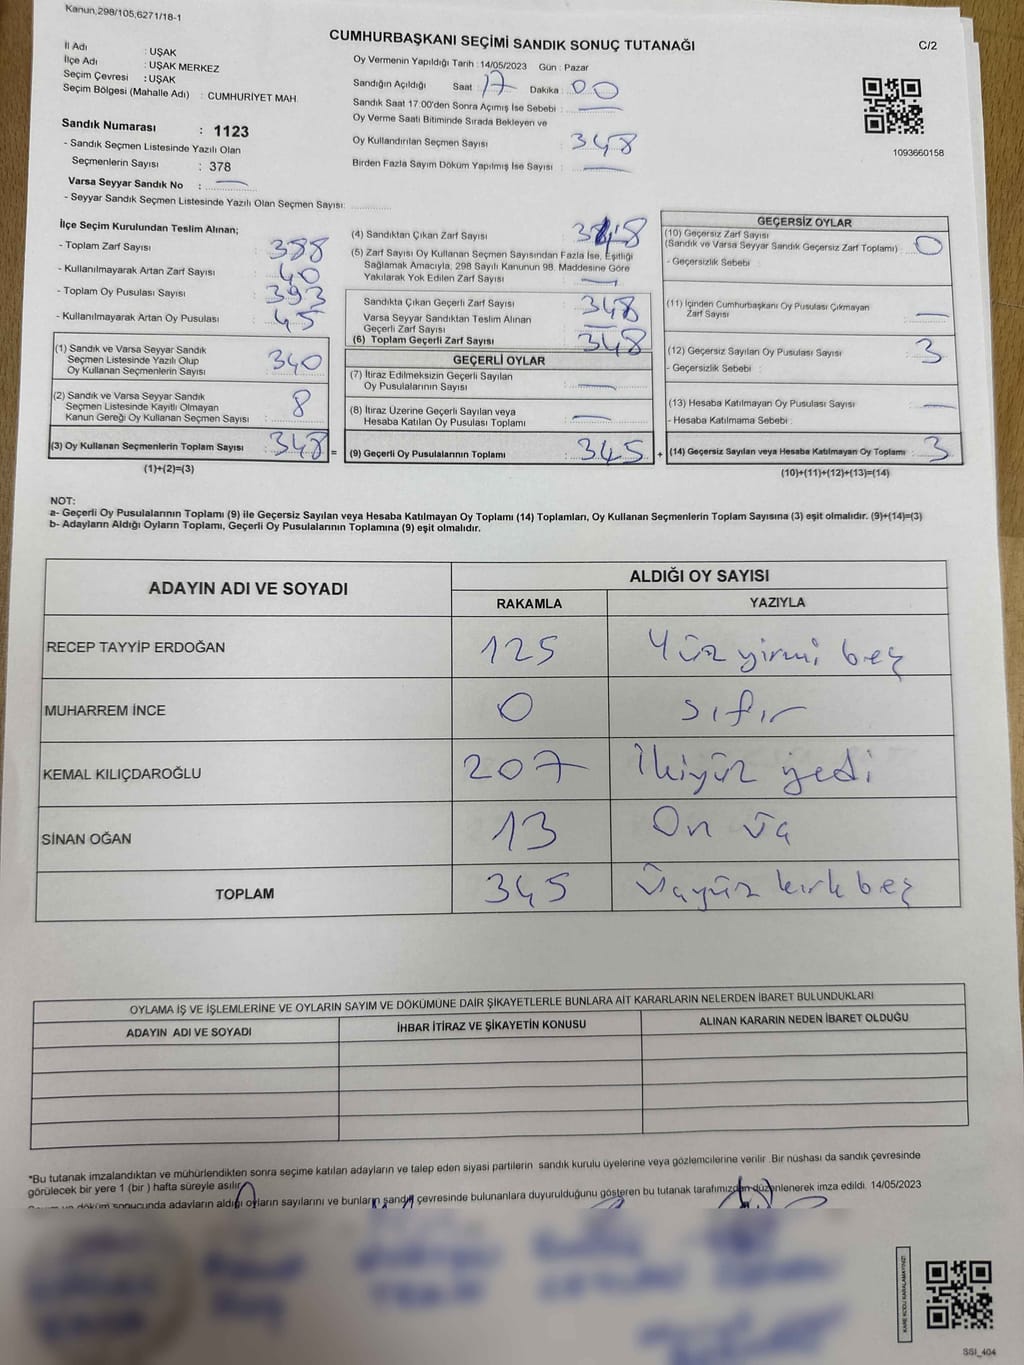 Kanun,298/105,6271/18-1
CUMHURBAŞKANI SEÇİMİ SANDIK SONUÇ TUTANAĞI
C/2
İl Adı : UŞAK
İlçe Adı : UŞAK MERKEZ
Seçim Çevresi : UŞAK
Seçim Bölgesi (Mahalle Adı) : CUMHURİYET MAH.
Sandık Numarası : 1123
- Sandık Seçmen Listesinde Yazılı Olan
Seçmenlerin Sayısı : 378
Varsa Seyyar Sandık No : —
- Seyyar Sandık Seçmen Listesinde Yazılı Olan Seçmen Sayısı:
Oy Vermenin Yapıldığı Tarih : 14/05/2023 Gün : Pazar
Sandığın Açıldığı Saat : 17 Dakika : 00
Sandık Saat 17:00'den Sonra Açımış İse Sebebi : —
Oy Verme Saati Bitiminde Sırada Bekleyen ve
Oy Kullandırılan Seçmen Sayısı : 348
Birden Fazla Sayım Döküm Yapılmış İse Sayısı : —
1093660158
İlçe Seçim Kurulundan Teslim Alınan;
- Toplam Zarf Sayısı : 388
- Kullanılmayarak Artan Zarf Sayısı : 40
- Toplam Oy Pusulası Sayısı : 393
- Kullanılmayarak Artan Oy Pusulası : 45
(1) Sandık ve Varsa Seyyar Sandık
Seçmen Listesinde Yazılı Olup
Oy Kullanan Seçmenlerin Sayısı : 340
(2) Sandık ve Varsa Seyyar Sandık
Seçmen Listesinde Kayıtlı Olmayan
Kanun Gereği Oy Kullanan Seçmen Sayısı : 8
(3) Oy Kullanan Seçmenlerin Toplam Sayısı : 348 =
(1)+(2)=(3)
(4) Sandıktan Çıkan Zarf Sayısı : 348
(5) Zarf Sayısı Oy Kullanan Seçmen Sayısından Fazla İse, Eşitliği
Sağlamak Amacıyla, 298 Sayılı Kanunun 98. Maddesine Göre
Yakılarak Yok Edilen Zarf Sayısı : —
Sandıkta Çıkan Geçerli Zarf Sayısı : 348
Varsa Seyyar Sandıktan Teslim Alınan
Geçerli Zarf Sayısı : —
(6) Toplam Geçerli Zarf Sayısı : 348
GEÇERLİ OYLAR
(7) İtiraz Edilmeksizin Geçerli Sayılan
Oy Pusulalarının Sayısı : —
(8) İtiraz Üzerine Geçerli Sayılan veya
Hesaba Katılan Oy Pusulası Toplamı : —
(9) Geçerli Oy Pusulalarının Toplamı : 345 +
GEÇERSİZ OYLAR
(10) Geçersiz Zarf Sayısı
(Sandık ve Varsa Seyyar Sandık Geçersiz Zarf Toplamı) : 0
- Geçersizlik Sebebi :
(11) İçinden Cumhurbaşkanı Oy Pusulası Çıkmayan
Zarf Sayısı : —
(12) Geçersiz Sayılan Oy Pusulası Sayısı : 3
- Geçersizlik Sebebi :
(13) Hesaba Katılmayan Oy Pusulası Sayısı : —
- Hesaba Katılmama Sebebi :
(14) Geçersiz Sayılan veya Hesaba Katılmayan Oy Toplamı : 3
(10)+(11)+(12)+(13)=(14)
NOT:
a- Geçerli Oy Pusulalarının Toplamı (9) ile Geçersiz Sayılan veya Hesaba Katılmayan Oy Toplamı (14) Toplamları, Oy Kullanan Seçmenlerin Toplam Sayısına (3) eşit olmalıdır. (9)+(14)=(3)
b- Adayların Aldığı Oyların Toplamı, Geçerli Oy Pusulalarının Toplamına (9) eşit olmalıdır.
ADAYIN ADI VE SOYADI
ALDIĞI OY SAYISI
RAKAMLA YAZIYLA
RECEP TAYYİP ERDOĞAN 125 Yüz yirmi beş
MUHARREM İNCE 0 sıfır
KEMAL KILIÇDAROĞLU 207 İkiyüz yedi
SİNAN OĞAN 13 On üç
TOPLAM 345 Üçyüz kırk beş
OYLAMA İŞ VE İŞLEMLERİNE VE OYLARIN SAYIM VE DÖKÜMÜNE DAİR ŞİKAYETLERLE BUNLARA AİT KARARLARIN NELERDEN İBARET BULUNDUKLARI
ADAYIN ADI VE SOYADI İHBAR İTİRAZ VE ŞİKAYETİN KONUSU ALINAN KARARIN NEDEN İBARET OLDUĞU
*Bu tutanak imzalandıktan ve mühürlendikten sonra seçime katılan adayların ve talep eden siyasi partilerin sandık kurulu üyelerine veya gözlemcilerine verilir. Bir nüshası da sandık çevresinde
görülecek bir yere 1 (bir ) hafta süreyle asılır.
Sayım ve döküm sonucunda adayların aldığı oyların sayılarını ve bunların sandık çevresinde bulunanlara duyurulduğunu gösteren bu tutanak tarafımızdan düzenlenerek imza edildi. 14/05/2023
KARE KODU KARALAMAYINIZ!
SSI_404